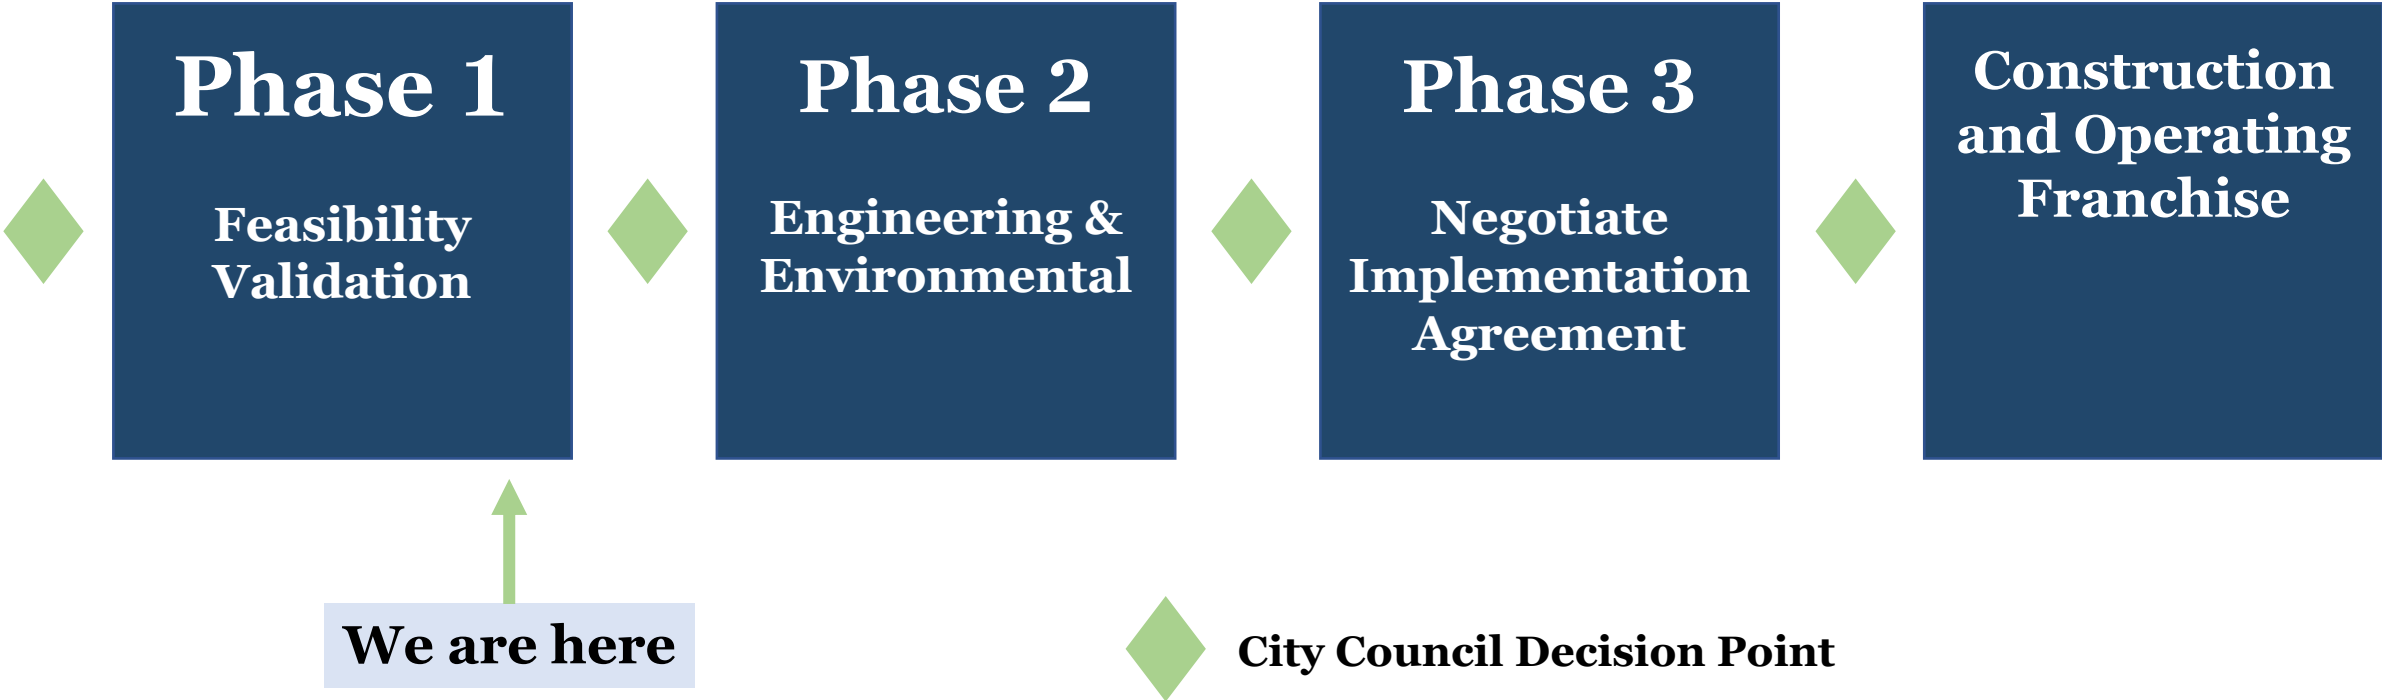 Phase 1
Feasibility
Validation
Phase 2
Engineering &
Environmental
Phase 3
Negotiate
Implementation
Agreement
Construction
and Operating
Franchise
We are here
City Council Decision Point